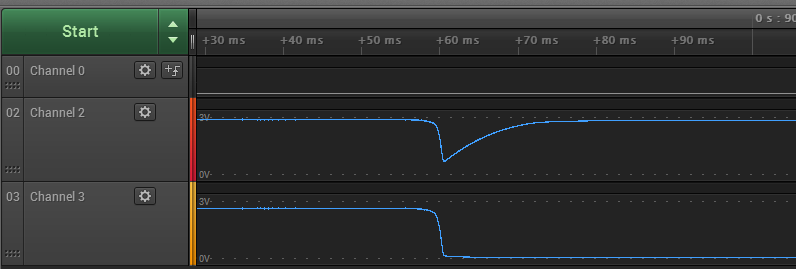 Start
0 s : 90
+30 ms
+40 ms
+50 ms
+60 ms
+70 ms
+80 ms
+90 ms
00 Channel 0
02 Channel 2
3V
0V
03 Channel 3
3V
0V